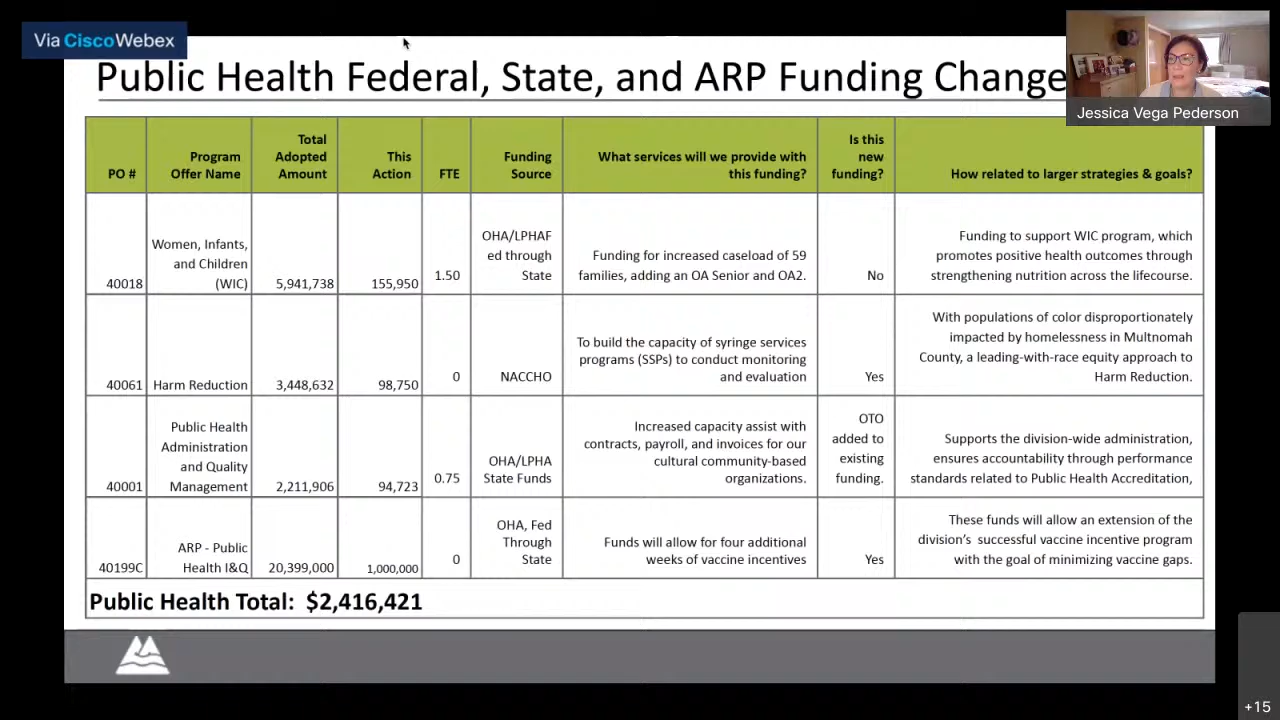 Via CiscoWebex
Public Health Federal, State, and ARP Funding Change
Jessica Vega Pederson
PO #
Program
Offer Name
Total
Adopted
Amount
This
Action
FTE
Funding
Source
What services will we provide with
this funding?
Is this
new
funding?
How related to larger strategies & goals?
40018
Women, Infants,
and Children
(WIC)
5,941,738
155,950
1.50
OHA/LPHAF
ed through
State
Funding for increased caseload of 59
families, adding an OA Senior and OA2.
No
Funding to support WIC program, which
promotes positive health outcomes through
strengthening nutrition across the lifecourse.
40061
Harm Reduction
3,448,632
98,750
0
NACCHO
To build the capacity of syringe services
programs (SSPs) to conduct monitoring
and evaluation
Yes
With populations of color disproportionately
impacted by homelessness in Multnomah
County, a leading-with-race equity approach to
Harm Reduction.
40001
Public Health
Administration
and Quality
Management
2,211,906
94,723
0.75
OHA/LPHA
State Funds
Increased capacity assist with
contracts, payroll, and invoices for our
cultural community-based
organizations.
OTO
added to
existing
funding.
Supports the division-wide administration,
ensures accountability through performance
standards related to Public Health Accreditation,
40199C
ARP - Public
Health I&Q
20,399,000
1,000,000
0
OHA, Fed
Through
State
Funds will allow for four additional
weeks of vaccine incentives
Yes
These funds will allow an extension of the
division's successful vaccine incentive program
with the goal of minimizing vaccine gaps.
Public Health Total: $2,416,421
+15